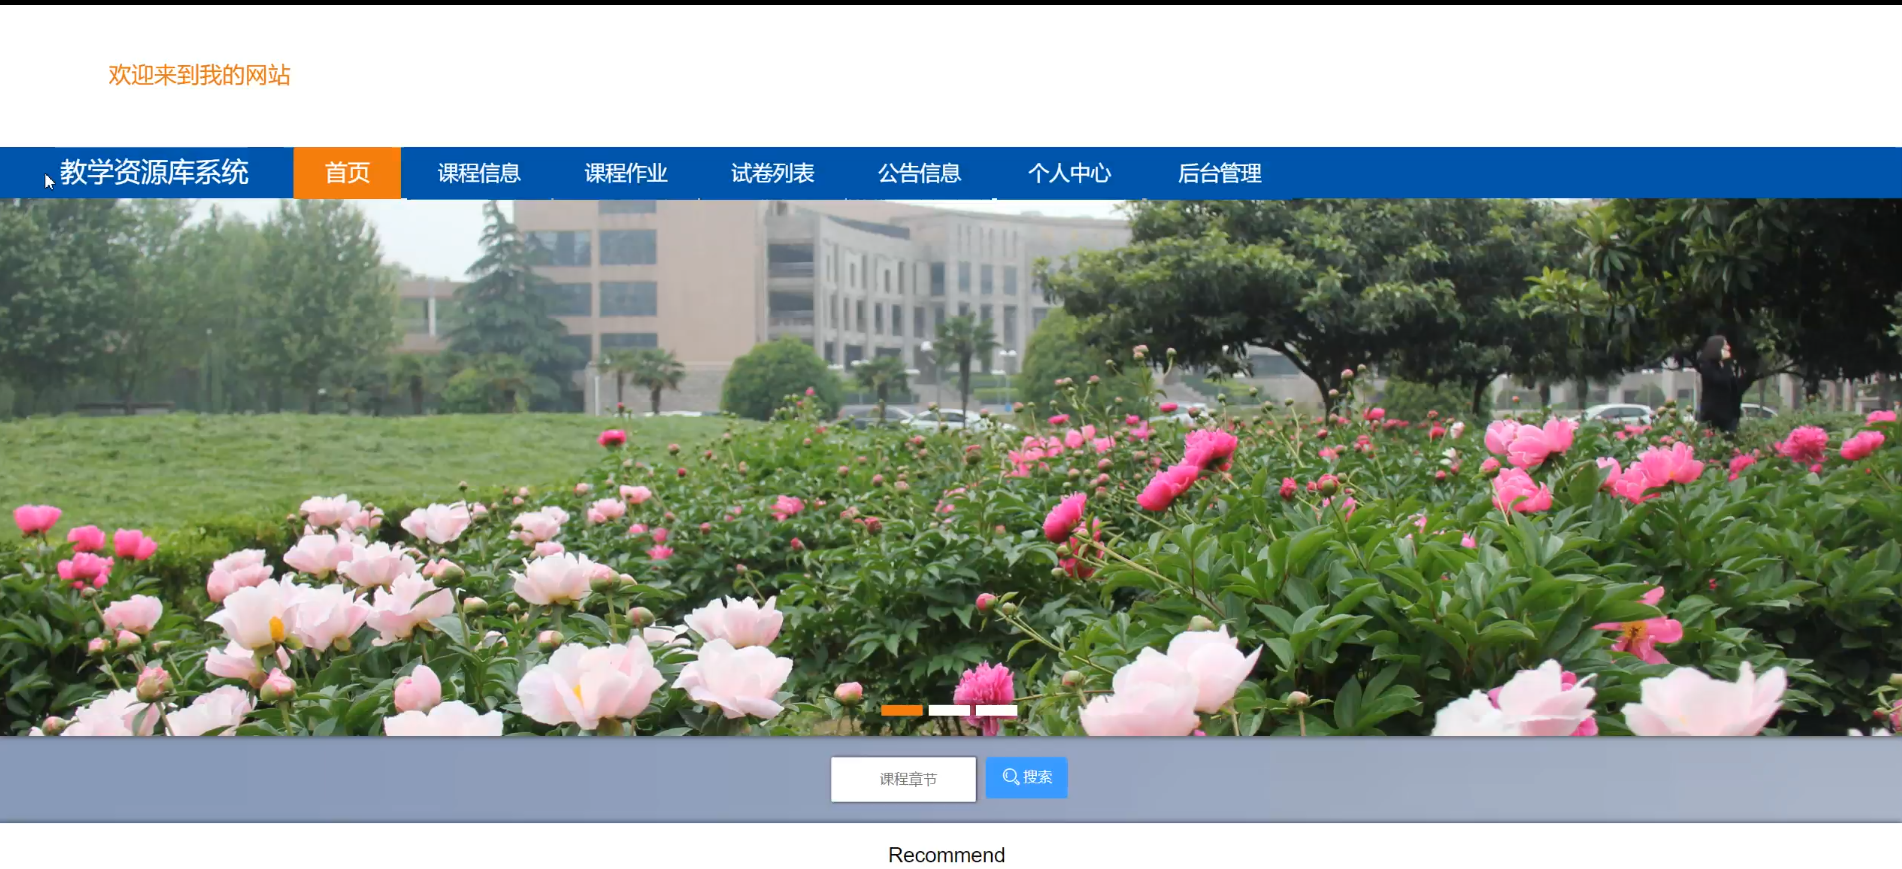 欢迎来到我的网站
教学资源库系统 首页 课程信息 课程作业 试卷列表 公告信息 个人中心 后台管理
课程章节 搜索
Recommend